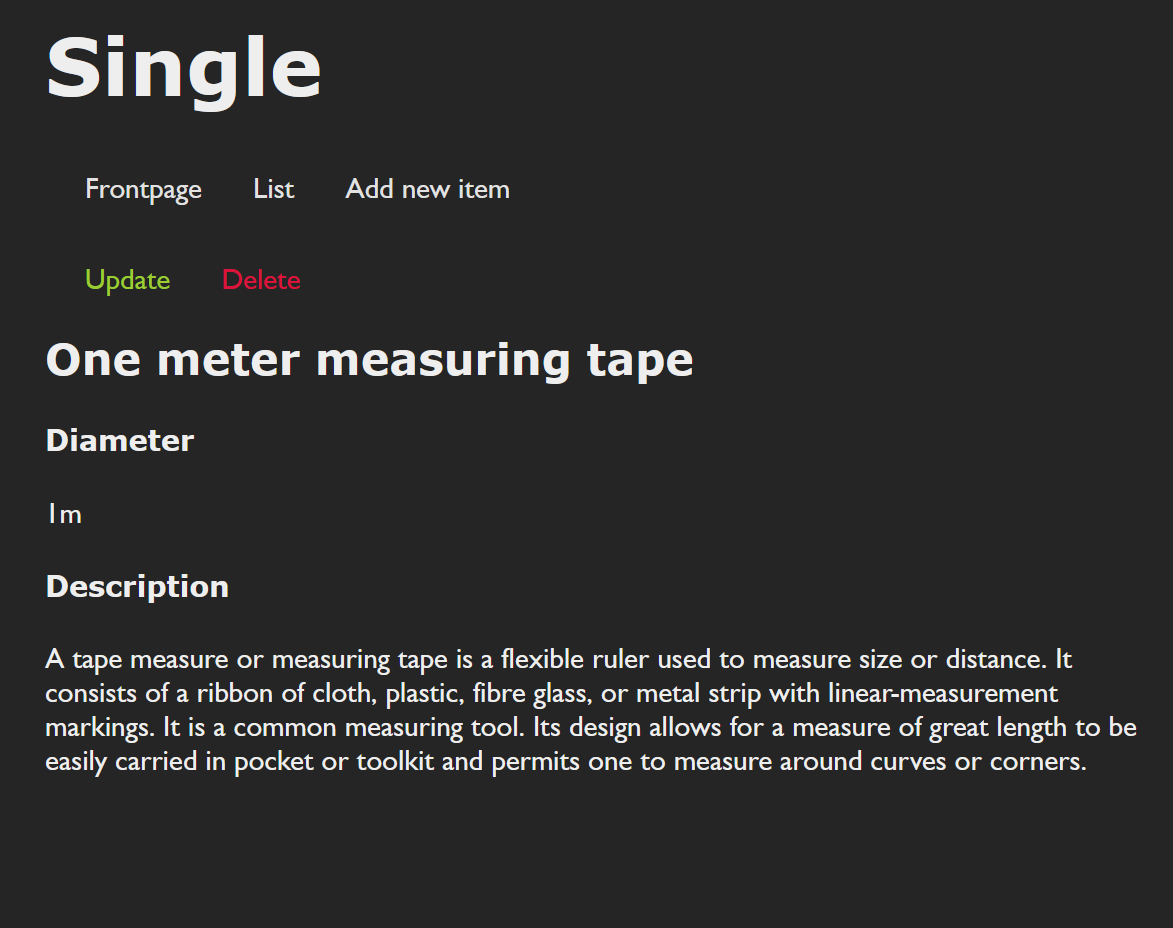 Single
Frontpage List Add new item
Update Delete
One meter measuring tape
Diameter
1m
Description
A tape measure or measuring tape is a flexible ruler used to measure size or distance. It
consists of a ribbon of cloth, plastic, fibre glass, or metal strip with linear-measurement
markings. It is a common measuring tool. Its design allows for a measure of great length to be
easily carried in pocket or toolkit and permits one to measure around curves or corners.